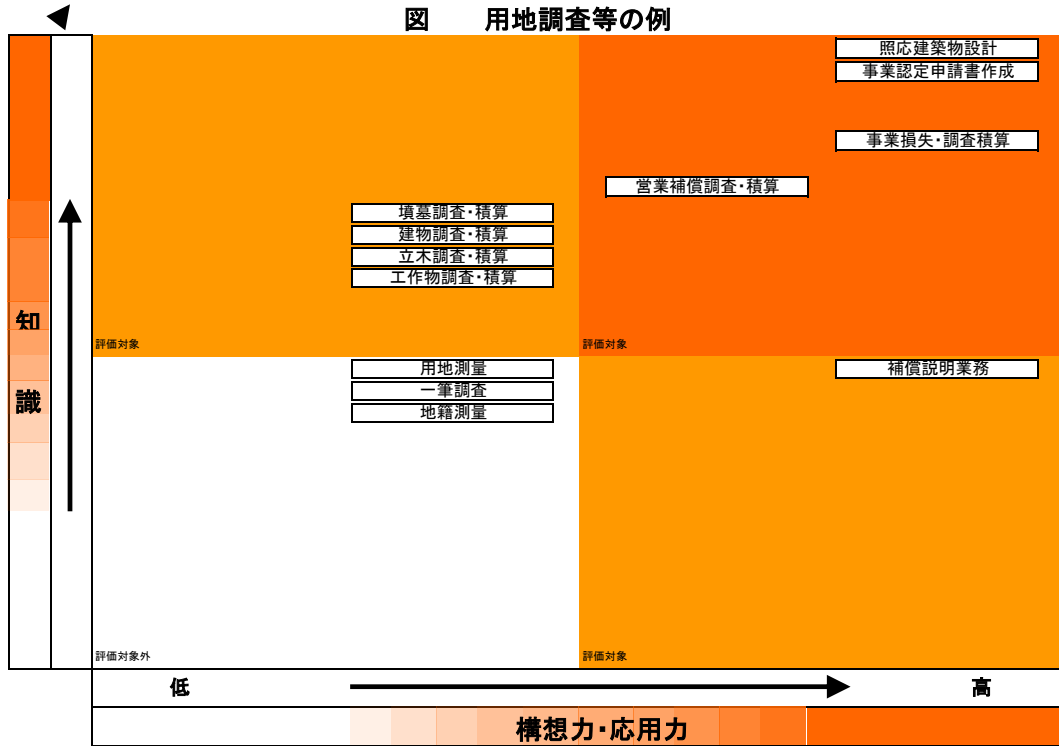 図　　用地調査等の例
照応建築物設計
事業認定申請書作成
事業損失・調査積算
営業補償調査・積算
墳墓調査・積算
建物調査・積算
立木調査・積算
工作物調査・積算
知
識
評価対象
評価対象
用地測量
一筆調査
地籍測量
補償説明業務
評価対象外
評価対象
低
高
構想力・応用力